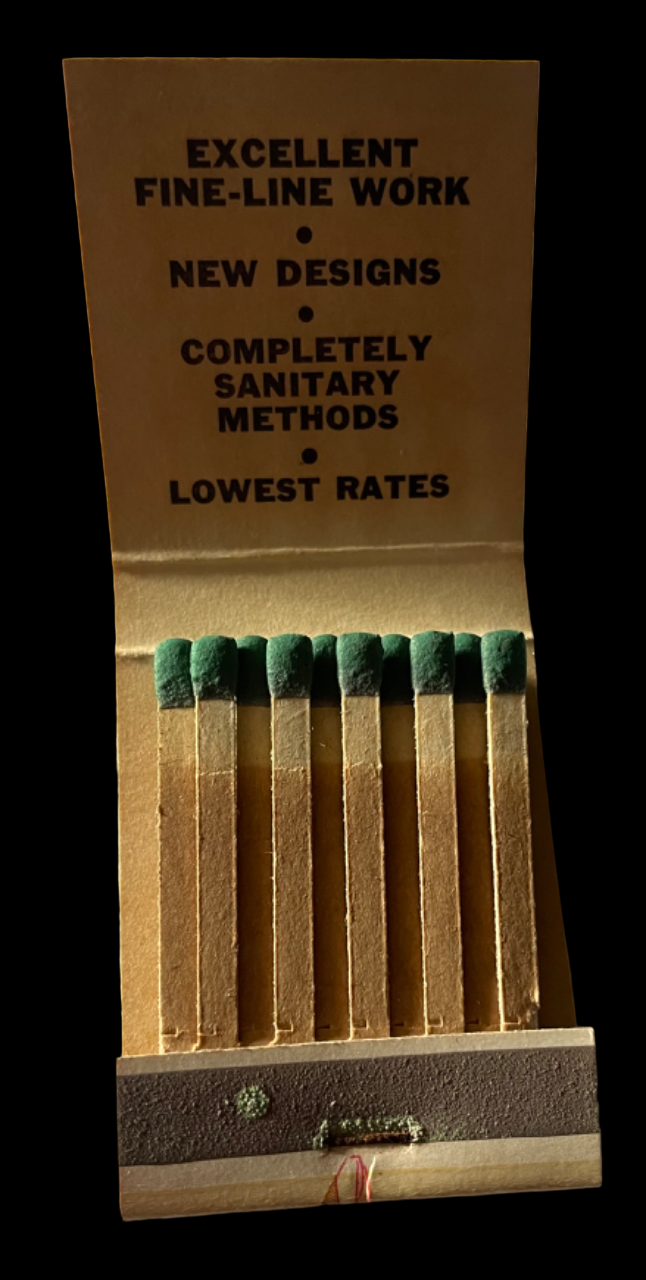 EXCELLENT
FINE-LINE WORK
●
NEW DESIGNS
●
COMPLETELY
SANITARY
METHODS
●
LOWEST RATES